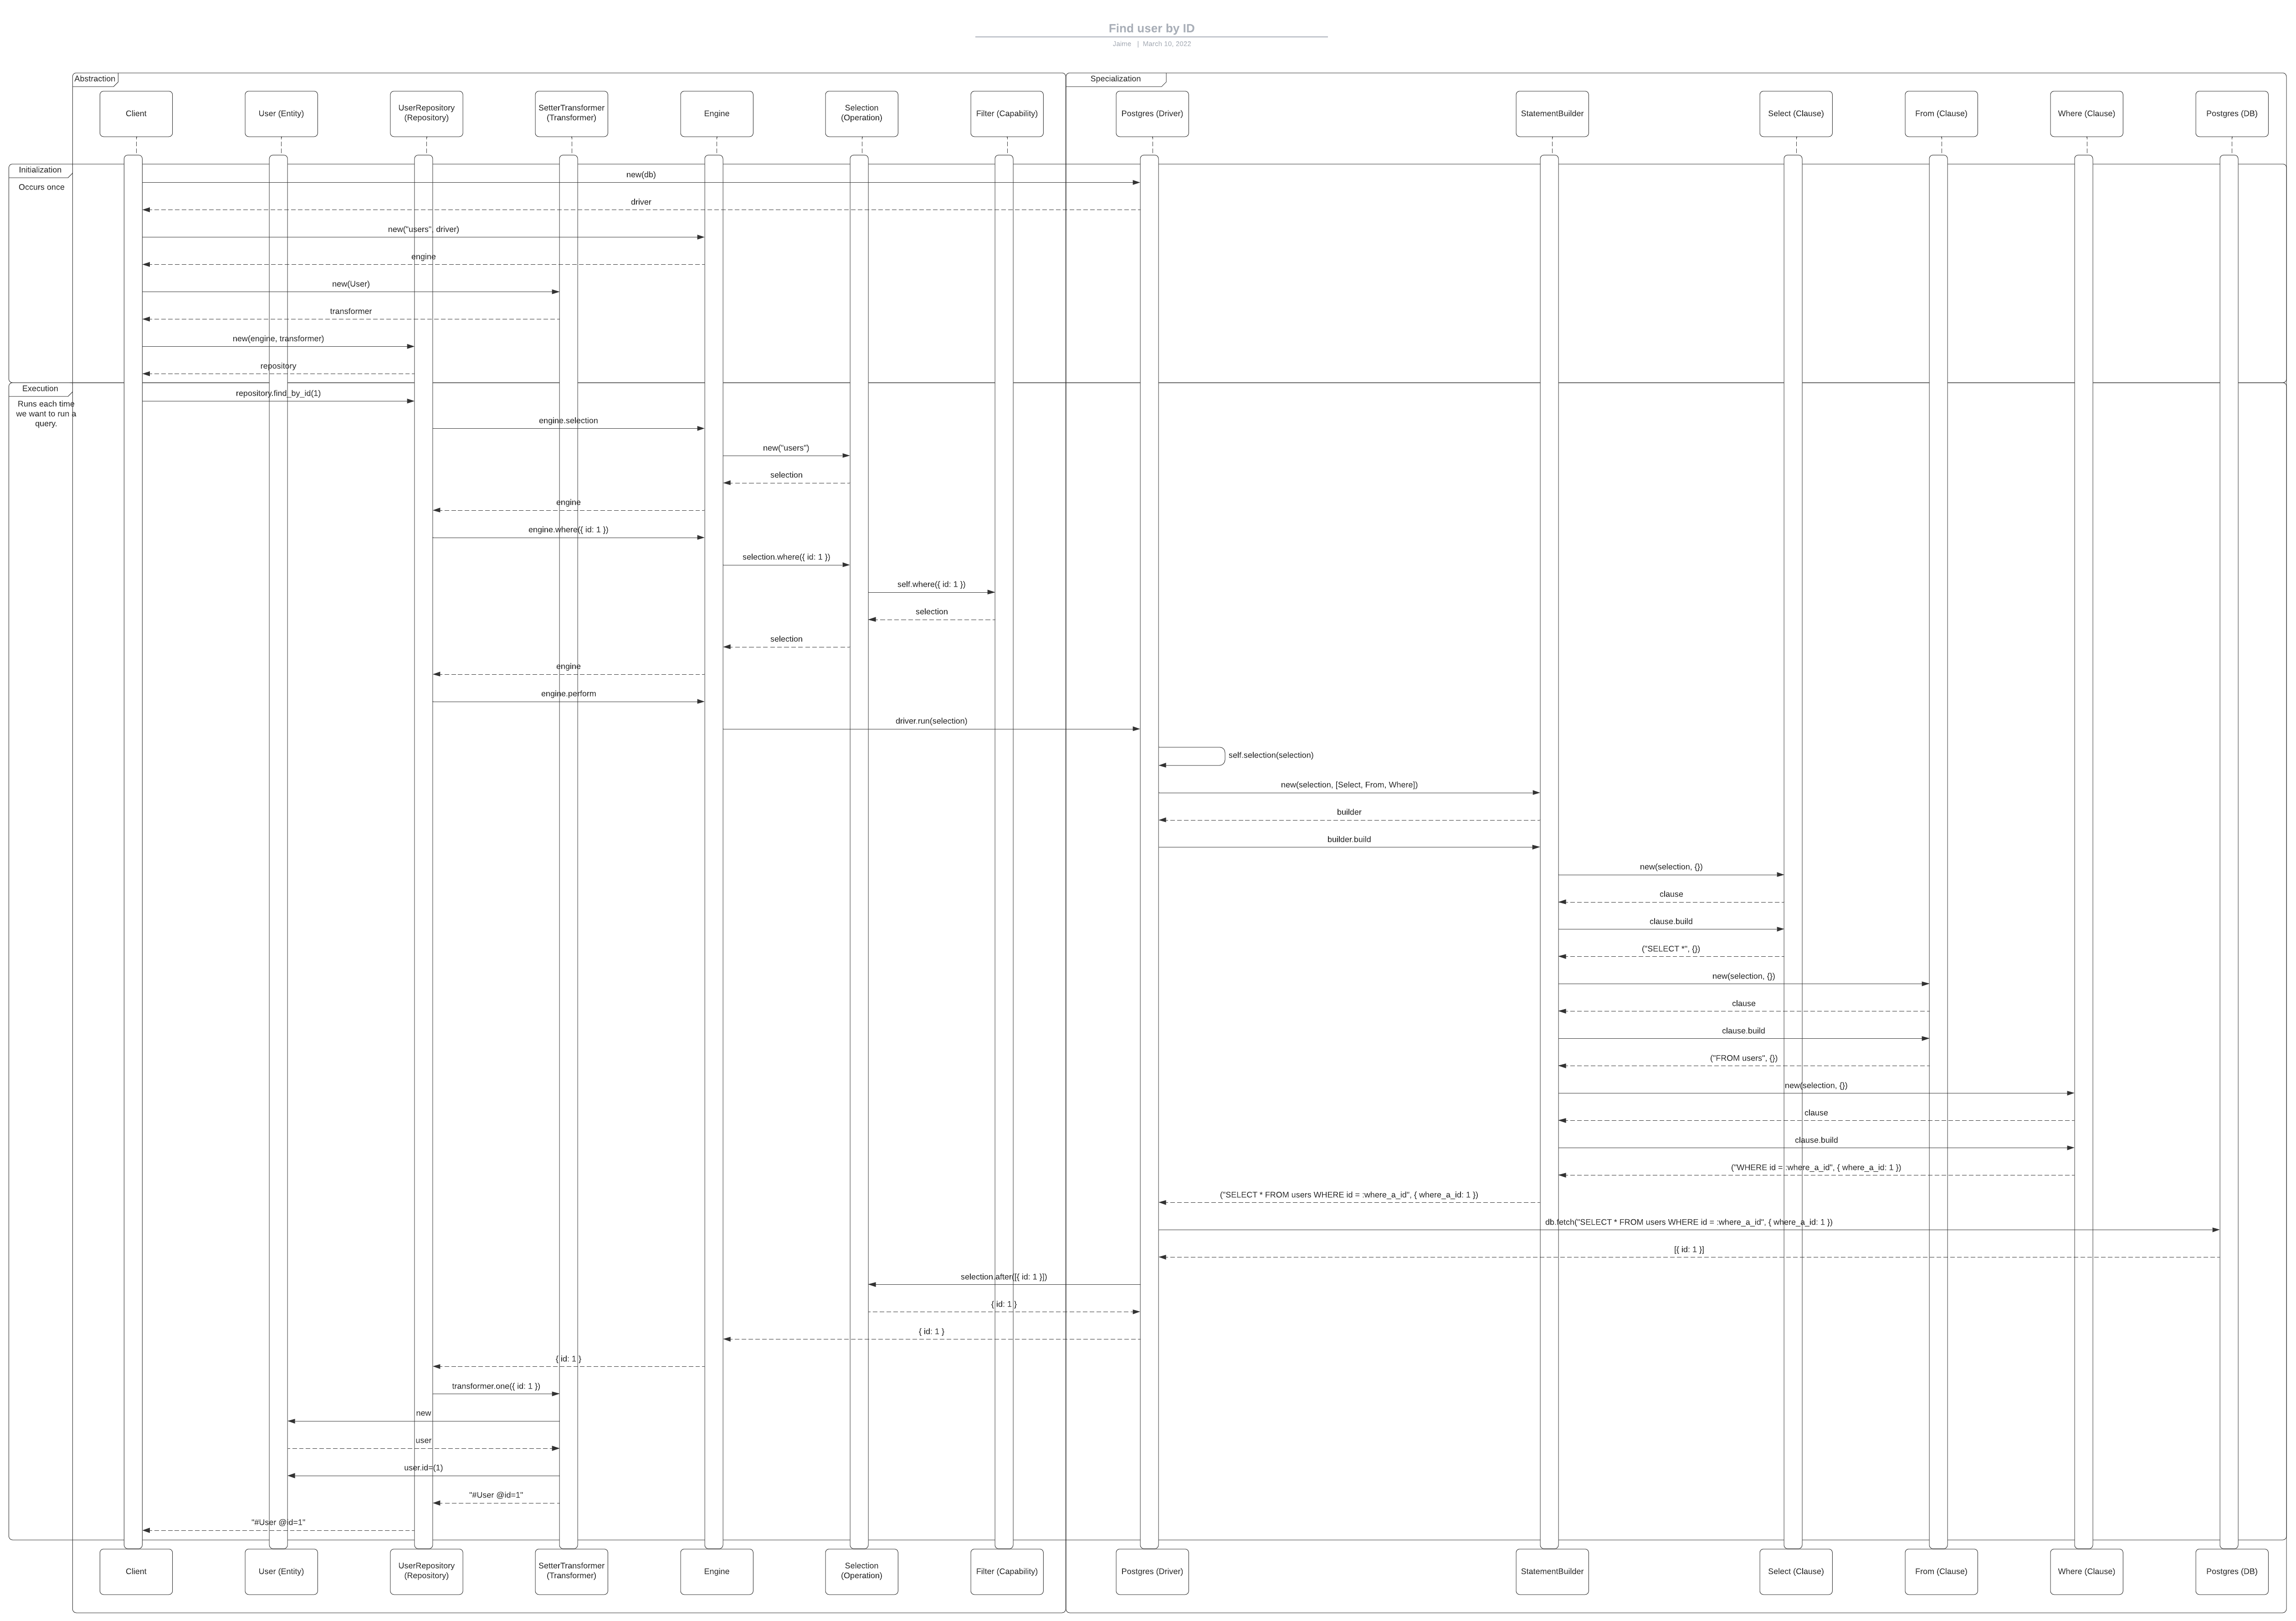 Find user by ID
Jaime | March 10, 2022
Abstraction
Specialization
Client
User (Entity)
UserRepository
(Repository)
SetterTransformer
(Transformer)
Engine
Selection
(Operation)
Filter (Capability)
Postgres (Driver)
StatementBuilder
Select (Clause)
From (Clause)
Where (Clause)
Postgres (DB)
Initialization
Occurs once
new(db)
driver
new("users", driver)
engine
new(User)
transformer
new(engine, transformer)
repository
Execution
Runs each time
we want to run a
query.
repository.find_by_id(1)
engine.selection
new("users")
selection
engine
engine.where({ id: 1 })
selection.where({ id: 1 })
self.where({ id: 1 })
selection
selection
engine
engine.perform
driver.run(selection)
self.selection(selection)
new(selection, [Select, From, Where])
builder
builder.build
new(selection, {})
clause
clause.build
("SELECT *", {})
new(selection, {})
clause
clause.build
("FROM users", {})
new(selection, {})
clause
clause.build
("WHERE id = :where_a_id", { where_a_id: 1 })
("SELECT * FROM users WHERE id = :where_a_id", { where_a_id: 1 })
db.fetch("SELECT * FROM users WHERE id = :where_a_id", { where_a_id: 1 })
[{ id: 1 }]
selection.after([{ id: 1 }])
{ id: 1 }
{ id: 1 }
{ id: 1 }
transformer.one({ id: 1 })
new
user
user.id=(1)
"#User @id=1"
"#User @id=1"
Client
User (Entity)
UserRepository
(Repository)
SetterTransformer
(Transformer)
Engine
Selection
(Operation)
Filter (Capability)
Postgres (Driver)
StatementBuilder
Select (Clause)
From (Clause)
Where (Clause)
Postgres (DB)